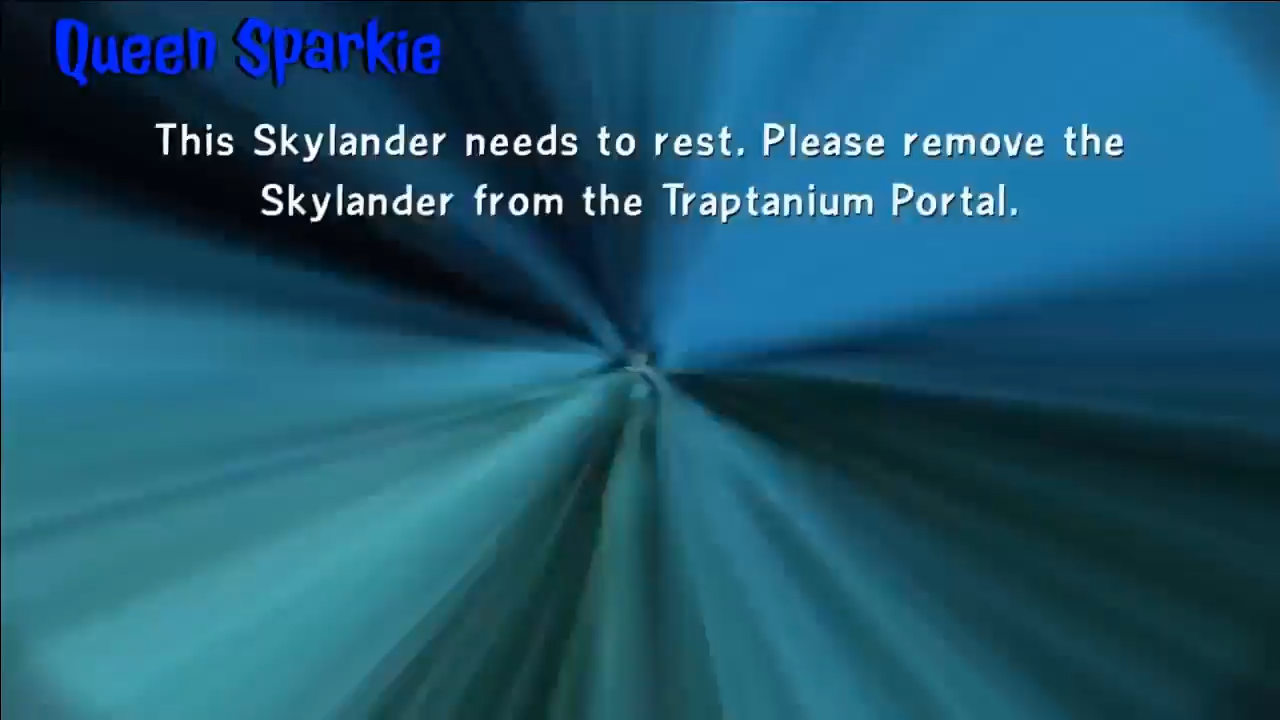 Queen Sparkie
This Skylander needs to rest. Please remove the
Skylander from the Traptanium Portal.